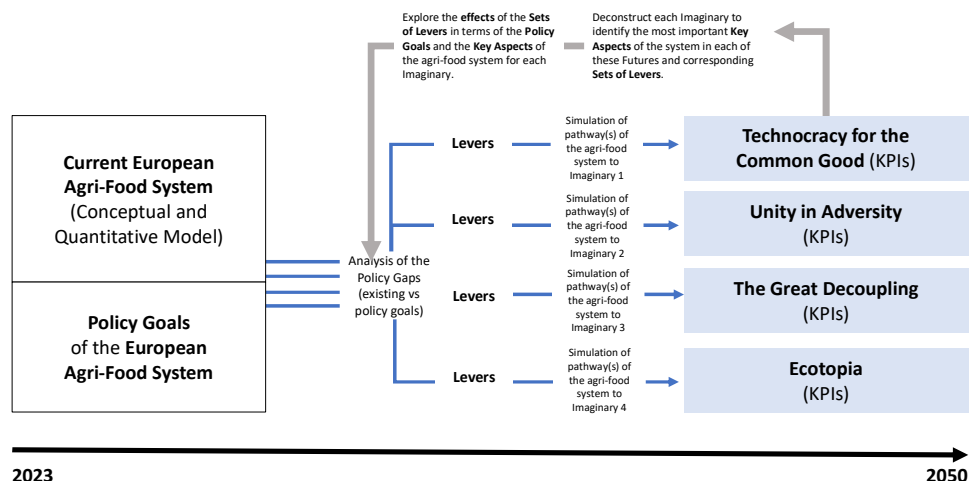 Explore the effects of the Sets
of Levers in terms of the Policy
Goals and the Key Aspects of
the agri-food system for each
Imaginary.
Deconstruct each Imaginary to
identify the most important Key
Aspects of the system in each of
these Futures and corresponding
Sets of Levers.
Current European
Agri-Food System
(Conceptual and
Quantitative Model)
Policy Goals
of the European
Agri-Food System
Analysis of the
Policy Gaps
(existing vs
policy goals)
Levers
Simulation of
pathway(s) of
the agri-food
system to
Imaginary 1
Technocracy for the
Common Good (KPIs)
Levers
Simulation of
pathway(s) of
the agri-food
system to
Imaginary 2
Unity in Adversity
(KPIs)
Levers
Simulation of
pathway(s) of
the agri-food
system to
Imaginary 3
The Great Decoupling
(KPIs)
Levers
Simulation of
pathway(s) of
the agri-food
system to
Imaginary 4
Ecotopia
(KPIs)
2023
2050